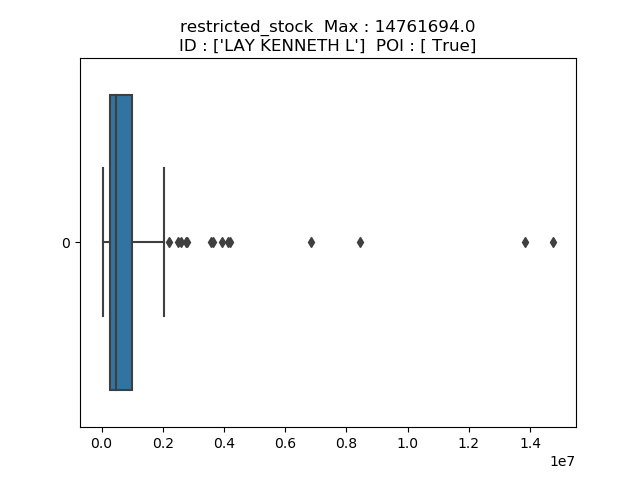 restricted_stock  Max : 14761694.0
ID : ['LAY KENNETH L']  POI : [ True]
0
0.0 0.2 0.4 0.6 0.8 1.0 1.2 1.4
1e7